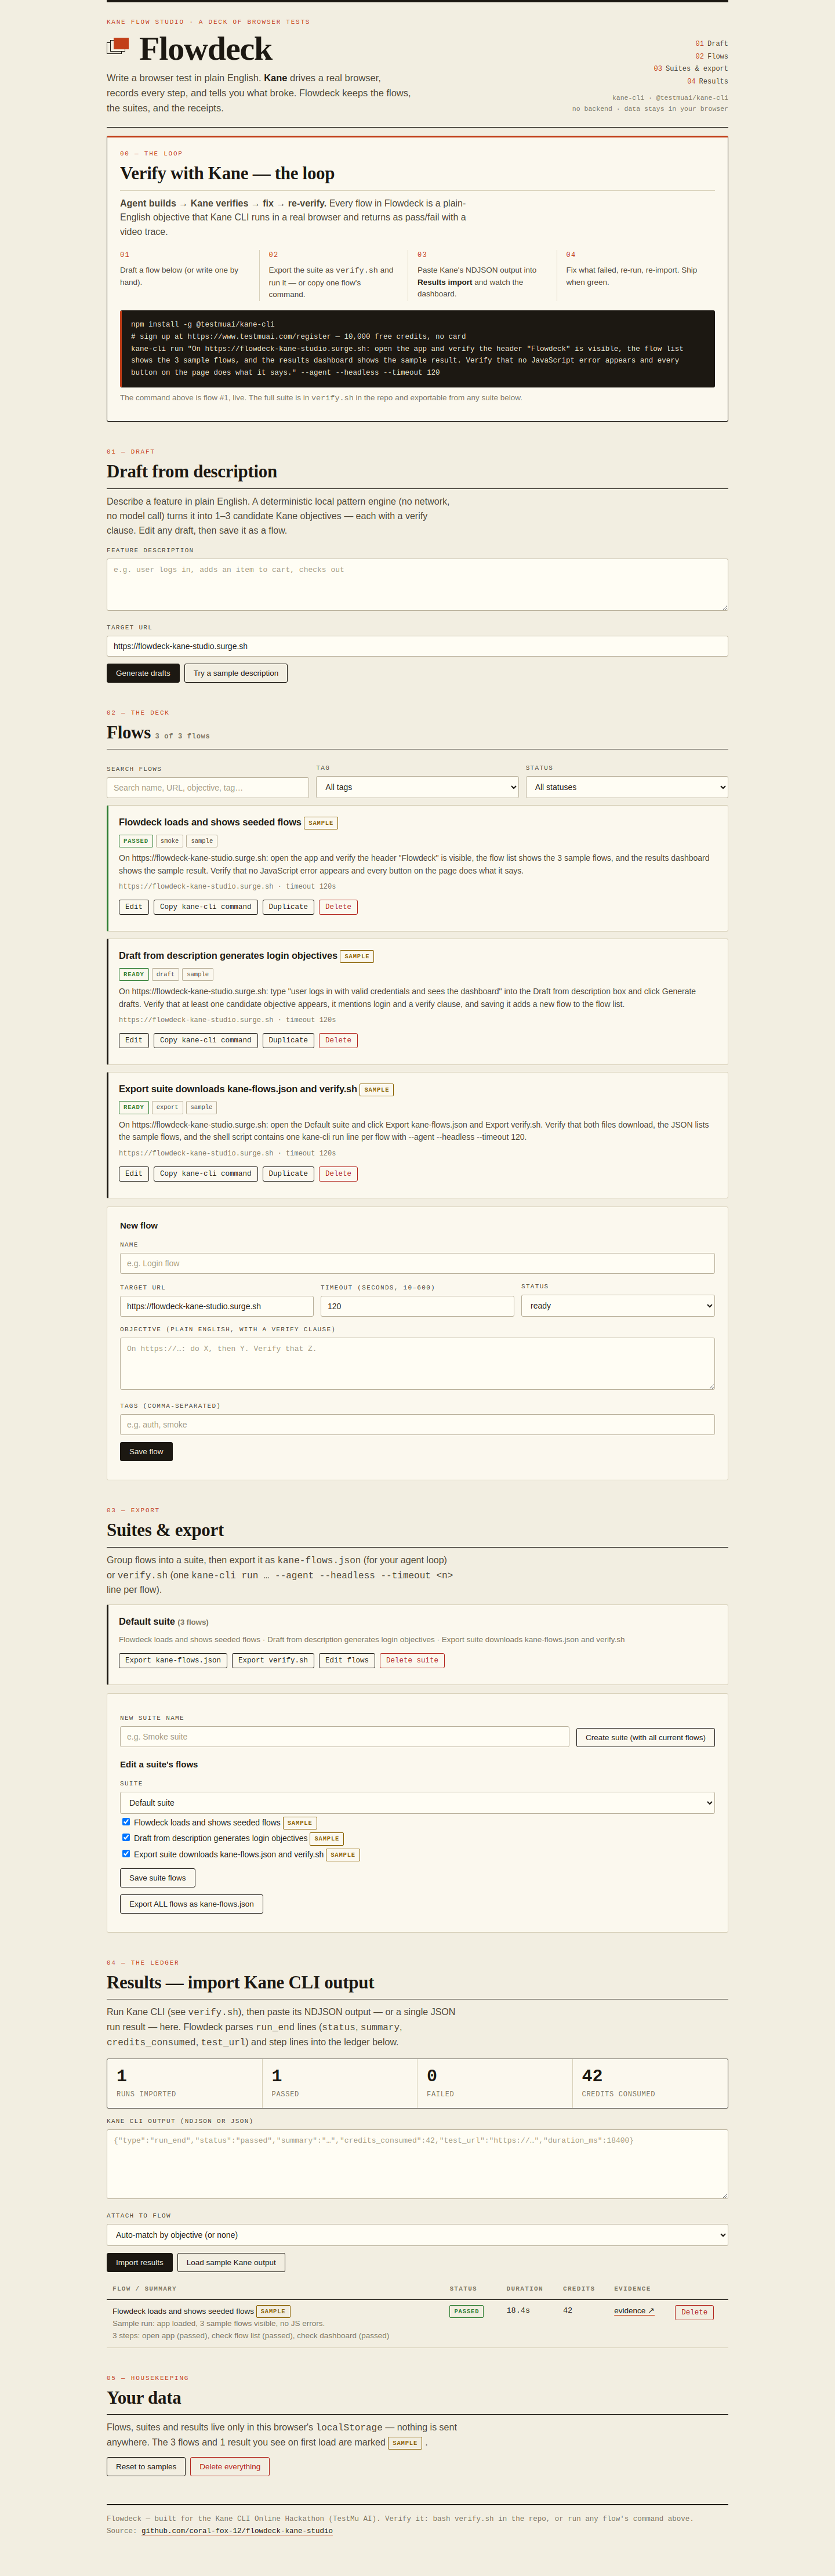 KANE FLOW STUDIO · A DECK OF BROWSER TESTS
Flowdeck
Write a browser test in plain English. Kane drives a real browser,
records every step, and tells you what broke. Flowdeck keeps the flows,
the suites, and the receipts.
01 Draft
02 Flows
03 Suites & export
04 Results
kane-cli · @testmuai/kane-cli
no backend · data stays in your browser
00 — THE LOOP
Verify with Kane — the loop
Agent builds → Kane verifies → fix → re-verify. Every flow in Flowdeck is a plain-
English objective that Kane CLI runs in a real browser and returns as pass/fail with a
video trace.
01
Draft a flow below (or write one by
hand).
02
Export the suite as verify.sh and
run it — or copy one flow's
command.
03
Paste Kane's NDJSON output into
Results import and watch the
dashboard.
04
Fix what failed, re-run, re-import. Ship
when green.
npm install -g @testmuai/kane-cli
# sign up at https://www.testmuai.com/register — 10,000 free credits, no card
kane-cli run "On https://flowdeck-kane-studio.surge.sh: open the app and verify the header "Flowdeck" is visible, the flow list
shows the 3 sample flows, and the results dashboard shows the sample result. Verify that no JavaScript error appears and every
button on the page does what it says." --agent --headless --timeout 120
The command above is flow #1, live. The full suite is in verify.sh in the repo and exportable from any suite below.
01 — DRAFT
Draft from description
Describe a feature in plain English. A deterministic local pattern engine (no network,
no model call) turns it into 1–3 candidate Kane objectives — each with a verify
clause. Edit any draft, then save it as a flow.
FEATURE DESCRIPTION
e.g. user logs in, adds an item to cart, checks out
TARGET URL
https://flowdeck-kane-studio.surge.sh
Generate drafts
Try a sample description
02 — THE DECK
Flows 3 of 3 flows
SEARCH FLOWS
Search name, URL, objective, tag…
TAG
All tags
STATUS
All statuses
Flowdeck loads and shows seeded flows SAMPLE
PASSED smoke sample
On https://flowdeck-kane-studio.surge.sh: open the app and verify the header "Flowdeck" is visible, the flow list shows the 3 sample flows, and the results dashboard
shows the sample result. Verify that no JavaScript error appears and every button on the page does what it says.
https://flowdeck-kane-studio.surge.sh · timeout 120s
Edit Copy kane-cli command Duplicate Delete
Draft from description generates login objectives SAMPLE
READY draft sample
On https://flowdeck-kane-studio.surge.sh: type "user logs in with valid credentials and sees the dashboard" into the Draft from description box and click Generate
drafts. Verify that at least one candidate objective appears, it mentions login and a verify clause, and saving it adds a new flow to the flow list.
https://flowdeck-kane-studio.surge.sh · timeout 120s
Edit Copy kane-cli command Duplicate Delete
Export suite downloads kane-flows.json and verify.sh SAMPLE
READY export sample
On https://flowdeck-kane-studio.surge.sh: open the Default suite and click Export kane-flows.json and Export verify.sh. Verify that both files download, the JSON lists
the sample flows, and the shell script contains one kane-cli run line per flow with --agent --headless --timeout 120.
https://flowdeck-kane-studio.surge.sh · timeout 120s
Edit Copy kane-cli command Duplicate Delete
New flow
NAME
e.g. Login flow
TARGET URL
https://flowdeck-kane-studio.surge.sh
TIMEOUT (SECONDS, 10–600)
120
STATUS
ready
OBJECTIVE (PLAIN ENGLISH, WITH A VERIFY CLAUSE)
On https://…: do X, then Y. Verify that Z.
TAGS (COMMA-SEPARATED)
e.g. auth, smoke
Save flow
03 — EXPORT
Suites & export
Group flows into a suite, then export it as kane-flows.json (for your agent loop)
or verify.sh (one kane-cli run … --agent --headless --timeout <n>
line per flow).
Default suite (3 flows)
Flowdeck loads and shows seeded flows · Draft from description generates login objectives · Export suite downloads kane-flows.json and verify.sh
Export kane-flows.json Export verify.sh Edit flows Delete suite
NEW SUITE NAME
e.g. Smoke suite
Create suite (with all current flows)
Edit a suite's flows
SUITE
Default suite
Flowdeck loads and shows seeded flows SAMPLE
Draft from description generates login objectives SAMPLE
Export suite downloads kane-flows.json and verify.sh SAMPLE
Save suite flows
Export ALL flows as kane-flows.json
04 — THE LEDGER
Results — import Kane CLI output
Run Kane CLI (see verify.sh), then paste its NDJSON output — or a single JSON
run result — here. Flowdeck parses run_end lines (status, summary,
credits_consumed, test_url) and step lines into the ledger below.
1
RUNS IMPORTED
1
PASSED
0
FAILED
42
CREDITS CONSUMED
KANE CLI OUTPUT (NDJSON OR JSON)
{"type":"run_end","status":"passed","summary":"…","credits_consumed":42,"test_url":"https://…","duration_ms":18400}
ATTACH TO FLOW
Auto-match by objective (or none)
Import results
Load sample Kane output
FLOW / SUMMARY STATUS DURATION CREDITS EVIDENCE
Flowdeck loads and shows seeded flows SAMPLE PASSED 18.4s 42 evidence ↗ Delete
Sample run: app loaded, 3 sample flows visible, no JS errors.
3 steps: open app (passed), check flow list (passed), check dashboard (passed)
05 — HOUSEKEEPING
Your data
Flows, suites and results live only in this browser's localStorage — nothing is sent
anywhere. The 3 flows and 1 result you see on first load are marked SAMPLE .
Reset to samples
Delete everything
Flowdeck — built for the Kane CLI Online Hackathon (TestMu AI). Verify it: bash verify.sh in the repo, or run any flow's command above.
Source: github.com/coral-fox-12/flowdeck-kane-studio